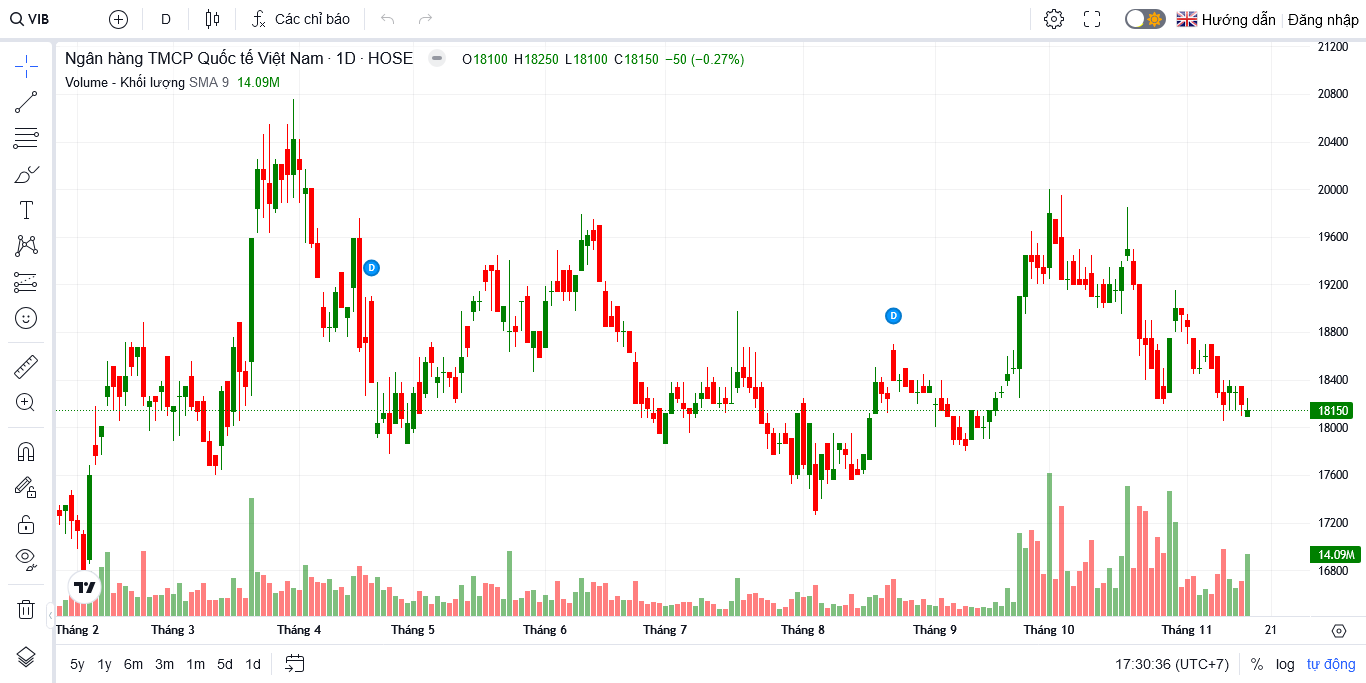 VIB D Các chỉ báo Hướng dẫn Đăng nhập
Ngân hàng TMCP Quốc tế Việt Nam · 1D · HOSE O18100 H18250 L18100 C18150 −50 (−0.27%)
Volume - Khối lượng SMA 9 14.09M
21200
20800
20400
20000
19600
19200
18800
18400
18150
18000
17600
17200
14.09M
16800
D
D
Tháng 2 Tháng 3 Tháng 4 Tháng 5 Tháng 6 Tháng 7 Tháng 8 Tháng 9 Tháng 10 Tháng 11 21
5y 1y 6m 3m 1m 5d 1d 17:30:36 (UTC+7) % log tự động